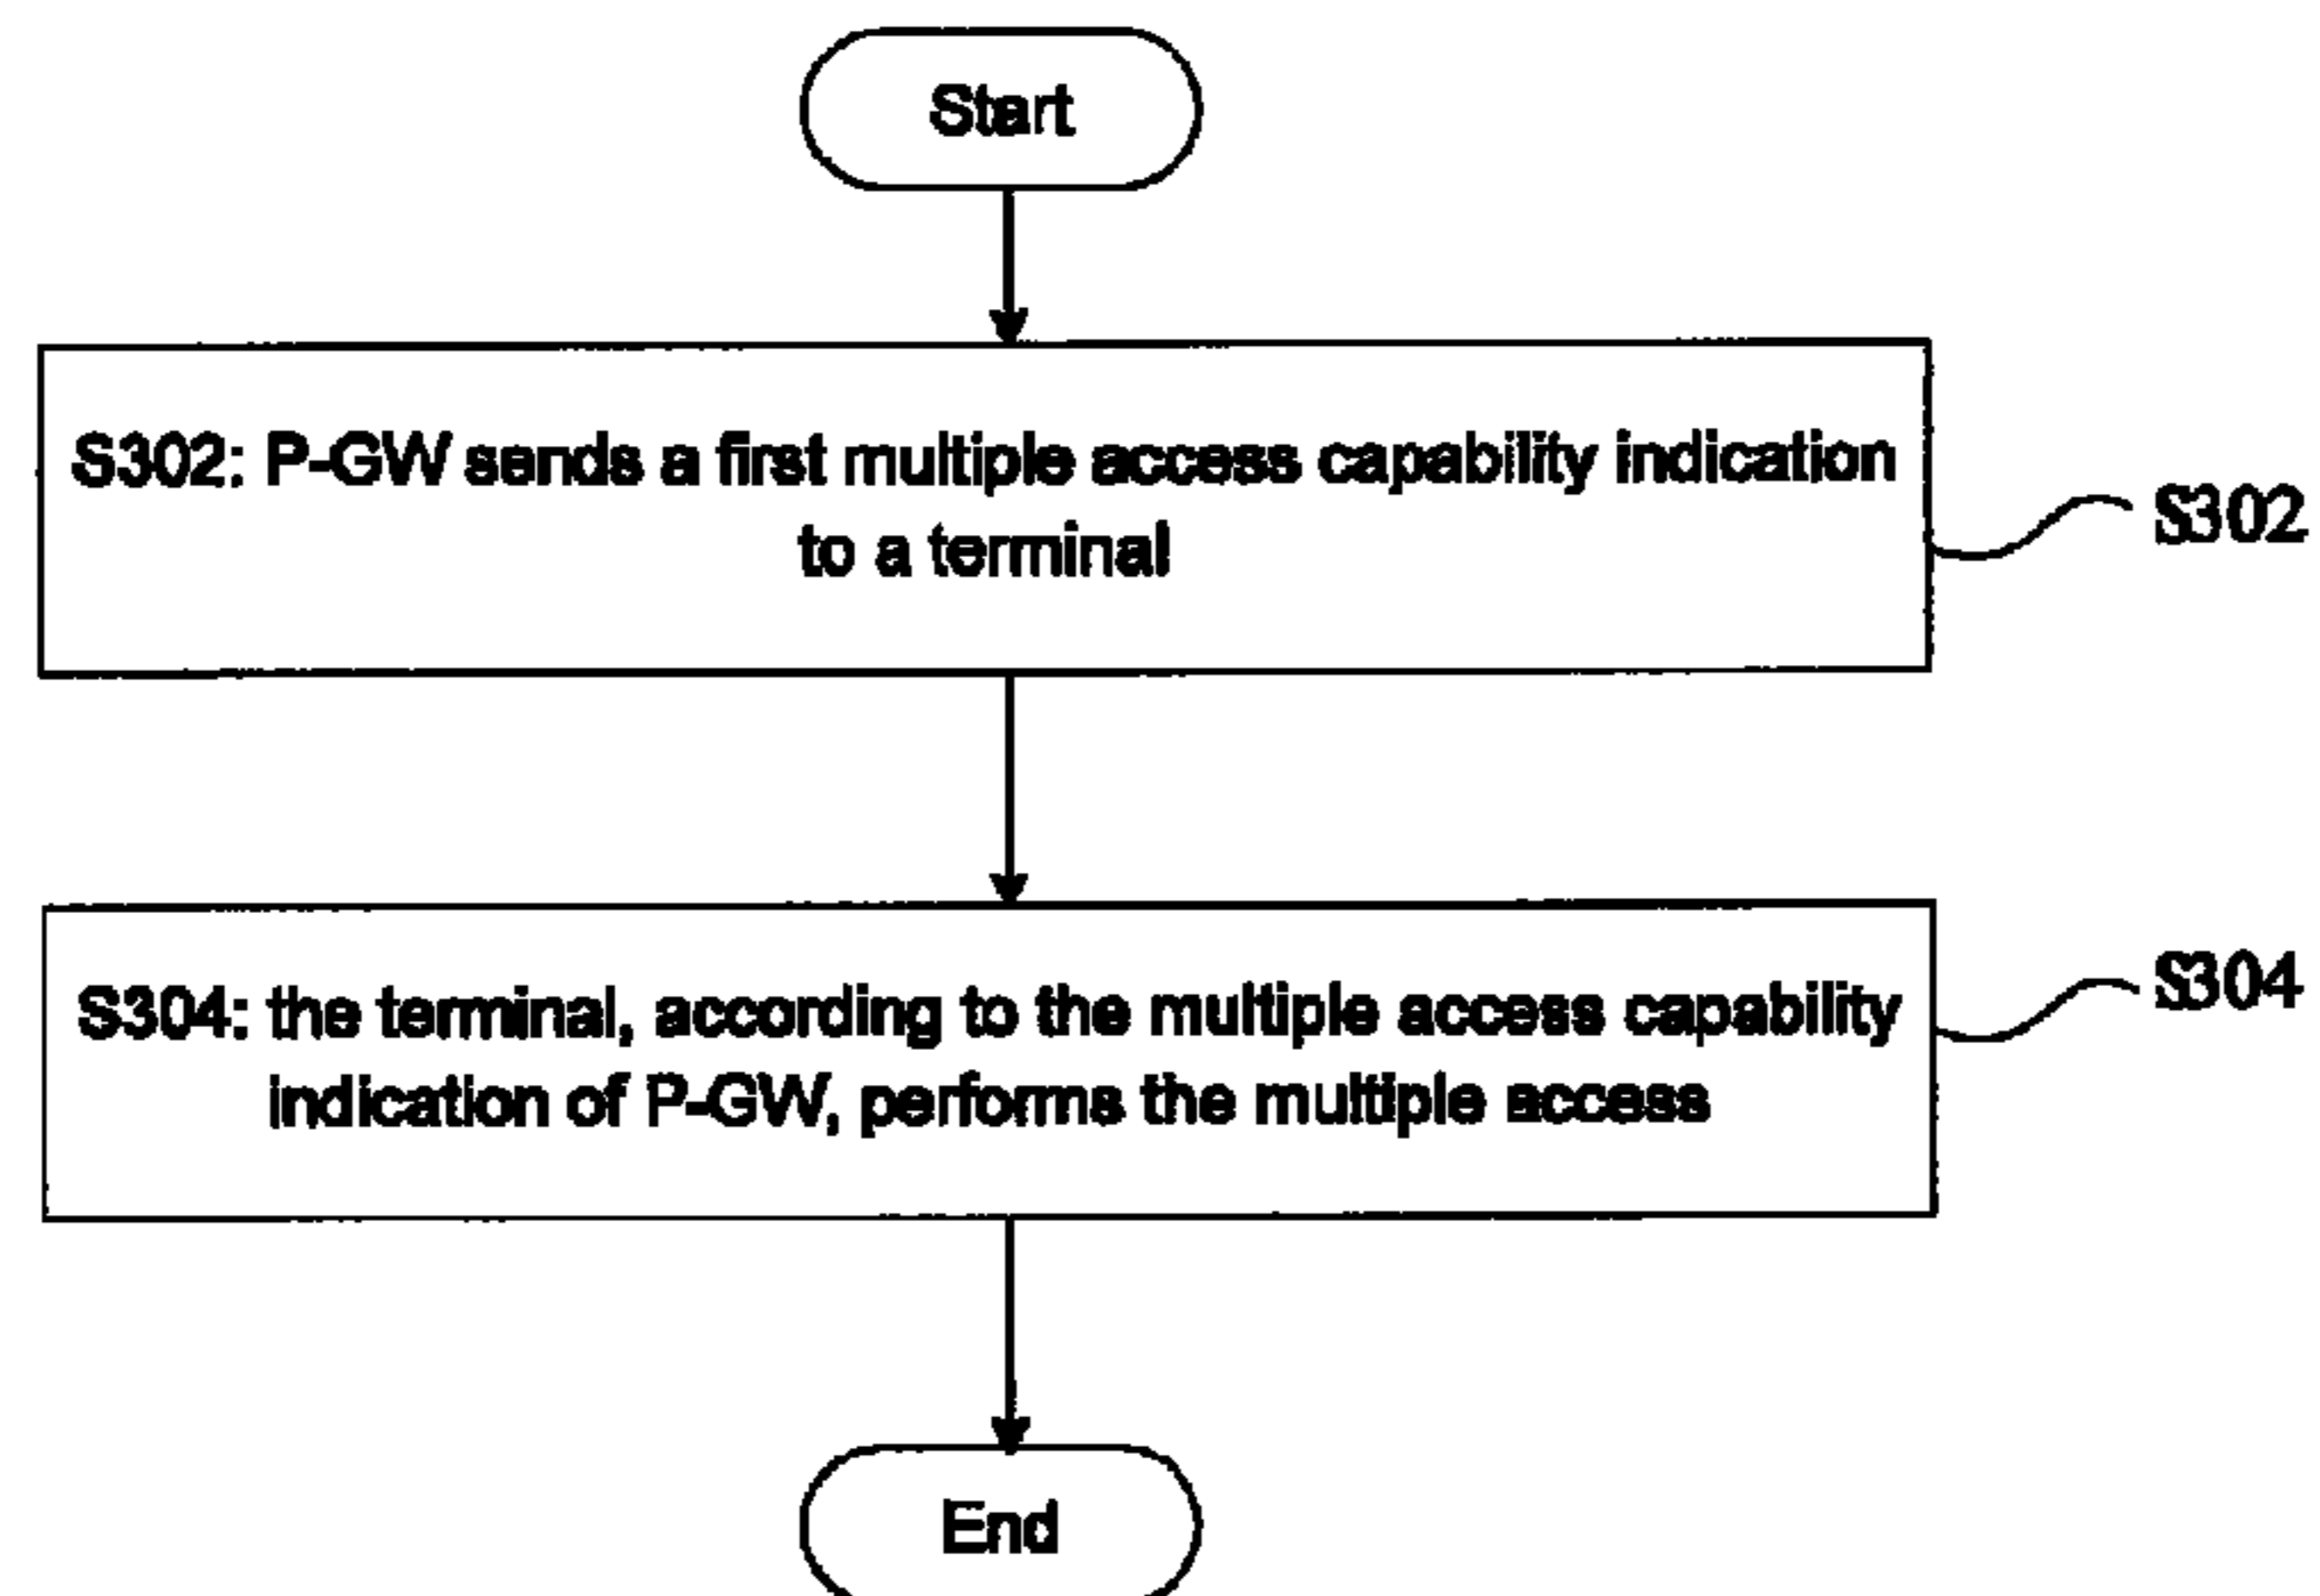 Start
S302: P-GW sends a first multiple access capability indication
to a terminal
S302
S304: the terminal, according to the multiple access capability
indication of P-GW, performs the multiple access
S304
End